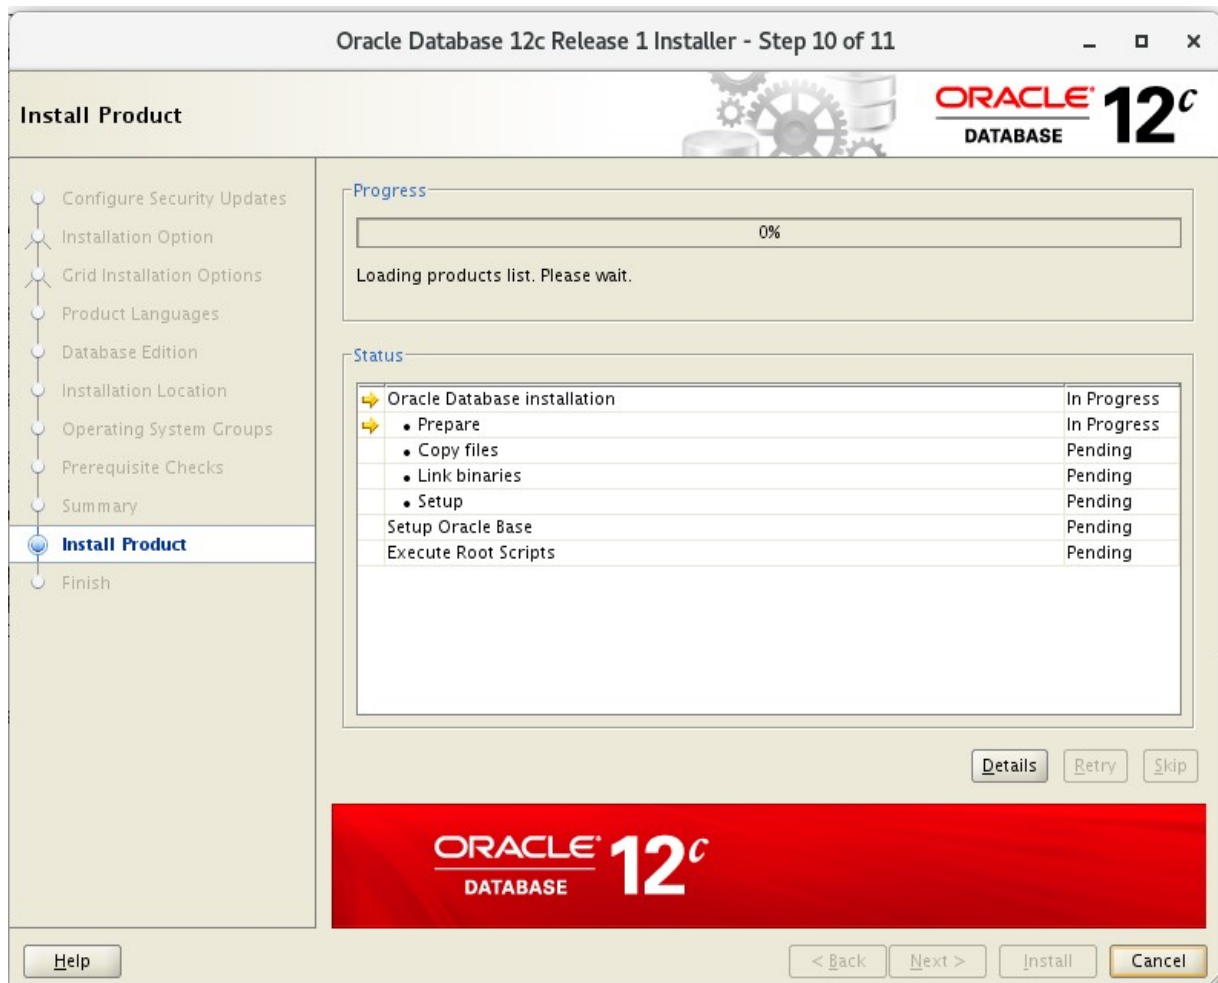 Oracle Database 12c Release 1 Installer - Step 10 of 11
Install Product
ORACLE DATABASE 12c
Configure Security Updates
Installation Option
Grid Installation Options
Product Languages
Database Edition
Installation Location
Operating System Groups
Prerequisite Checks
Summary
Install Product
Finish
Progress
0%
Loading products list. Please wait.
Status
Oracle Database installation In Progress
• Prepare In Progress
• Copy files Pending
• Link binaries Pending
• Setup Pending
Setup Oracle Base Pending
Execute Root Scripts Pending
Details Retry Skip
ORACLE DATABASE 12c
Help < Back Next > Install Cancel